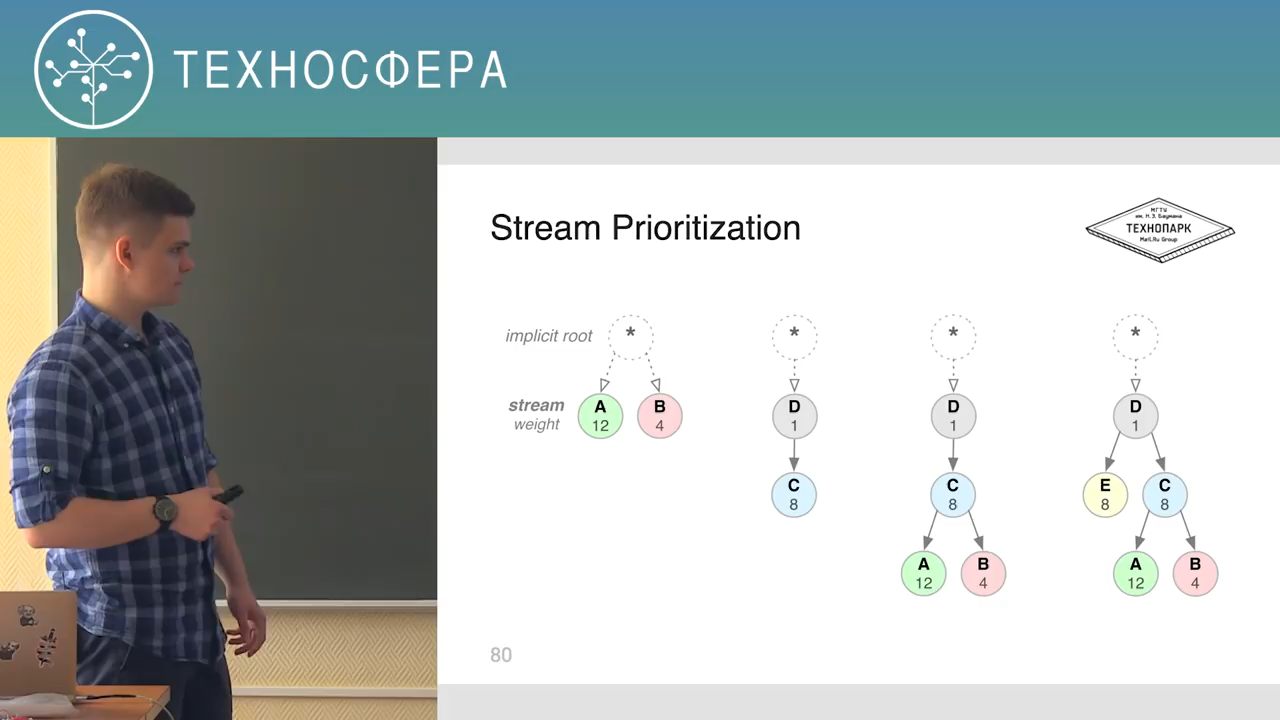 ТЕХНОСФЕРА
Stream Prioritization
МГТУ
им. Н.Э. Баумана
ТЕХНОПАРК
Mail.Ru Group
implicit root
*
*
*
*
stream
weight
A
12
B
4
D
1
D
1
D
1
C
8
C
8
E
8
C
8
A
12
B
4
A
12
B
4
80